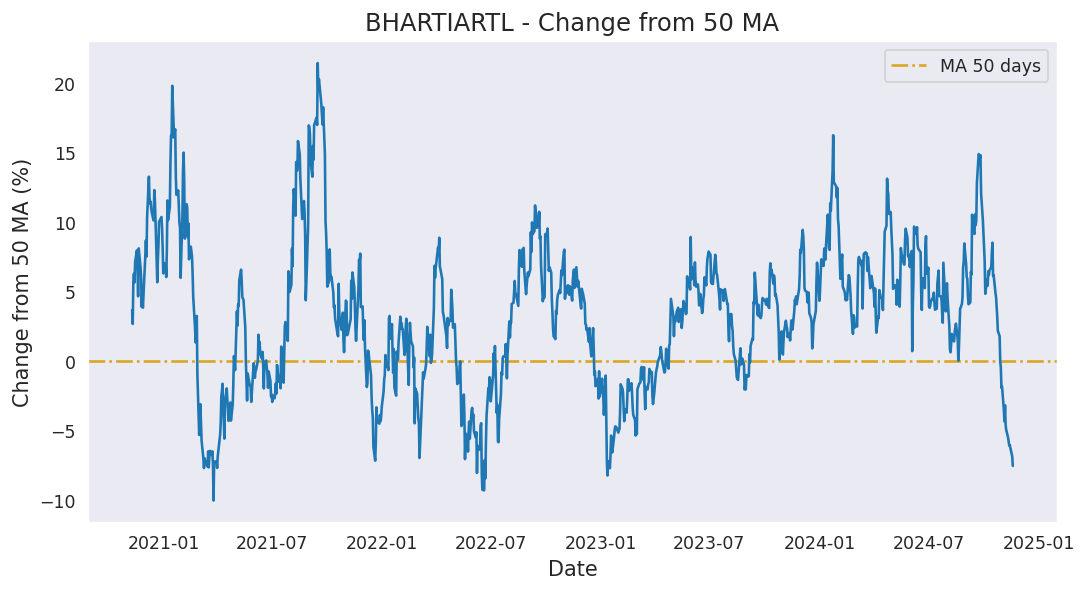 BHARTIARTL - Change from 50 MA
MA 50 days
Change from 50 MA (%)
20
15
10
5
0
−5
−10
2021-01 2021-07 2022-01 2022-07 2023-01 2023-07 2024-01 2024-07 2025-01
Date